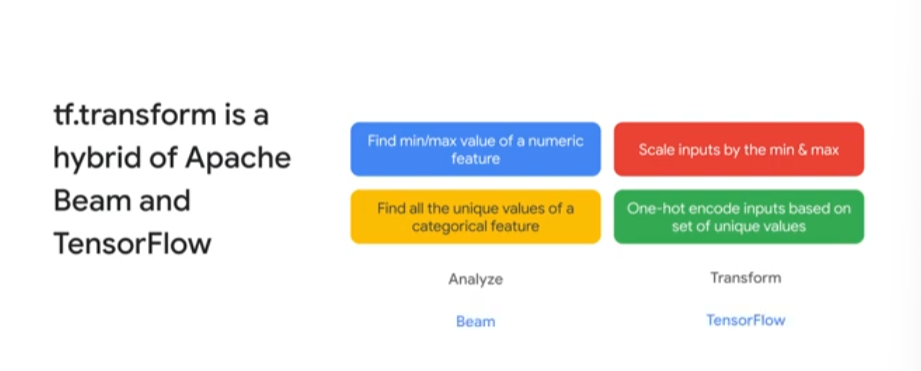 tf.transform is a
hybrid of Apache
Beam and
TensorFlow
Find min/max value of a numeric
feature
Scale inputs by the min & max
Find all the unique values of a
categorical feature
One-hot encode inputs based on
set of unique values
Analyze
Transform
Beam
TensorFlow